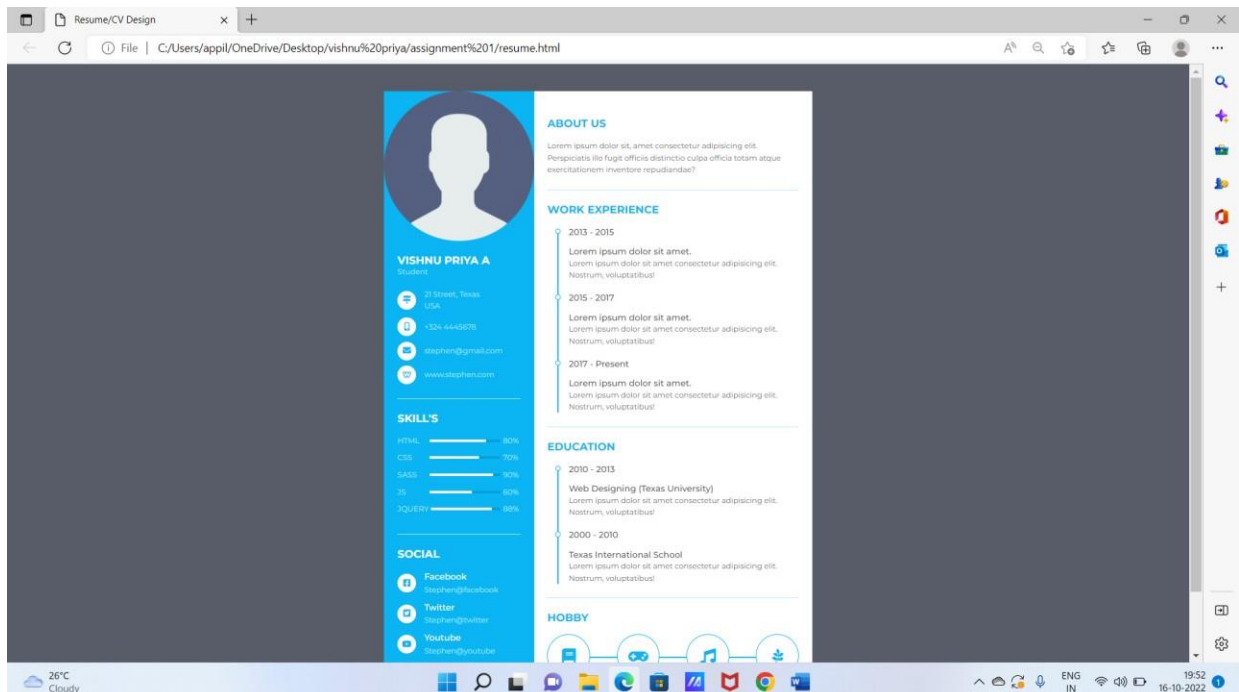 Resume/CV Design
File | C:/Users/appil/OneDrive/Desktop/vishnu%20priya/assignment%201/resume.html
VISHNU PRIYA A
Student
21 Street, Texas
USA
+324 4445678
stephen@gmail.com
www.stephen.com
SKILL'S
HTML 80%
CSS 70%
SASS 90%
JS 60%
JQUERY 88%
SOCIAL
Facebook
Stephen@facebook
Twitter
Stephen@twitter
Youtube
Stephen@youtube
ABOUT US
Lorem ipsum dolor sit, amet consectetur adipisicing elit.
Perspiciatis illo fugit officiis distinctio culpa officia totam atque
exercitationem inventore repudiandae?
WORK EXPERIENCE
2013 - 2015
Lorem ipsum dolor sit amet.
Lorem ipsum dolor sit amet consectetur adipisicing elit.
Nostrum, voluptatibus!
2015 - 2017
Lorem ipsum dolor sit amet.
Lorem ipsum dolor sit amet consectetur adipisicing elit.
Nostrum, voluptatibus!
2017 - Present
Lorem ipsum dolor sit amet.
Lorem ipsum dolor sit amet consectetur adipisicing elit.
Nostrum, voluptatibus!
EDUCATION
2010 - 2013
Web Designing (Texas University)
Lorem ipsum dolor sit amet consectetur adipisicing elit.
Nostrum, voluptatibus!
2000 - 2010
Texas International School
Lorem ipsum dolor sit amet consectetur adipisicing elit.
Nostrum, voluptatibus!
HOBBY
26°C
Cloudy
ENG
IN
19:52
16-10-2022
1